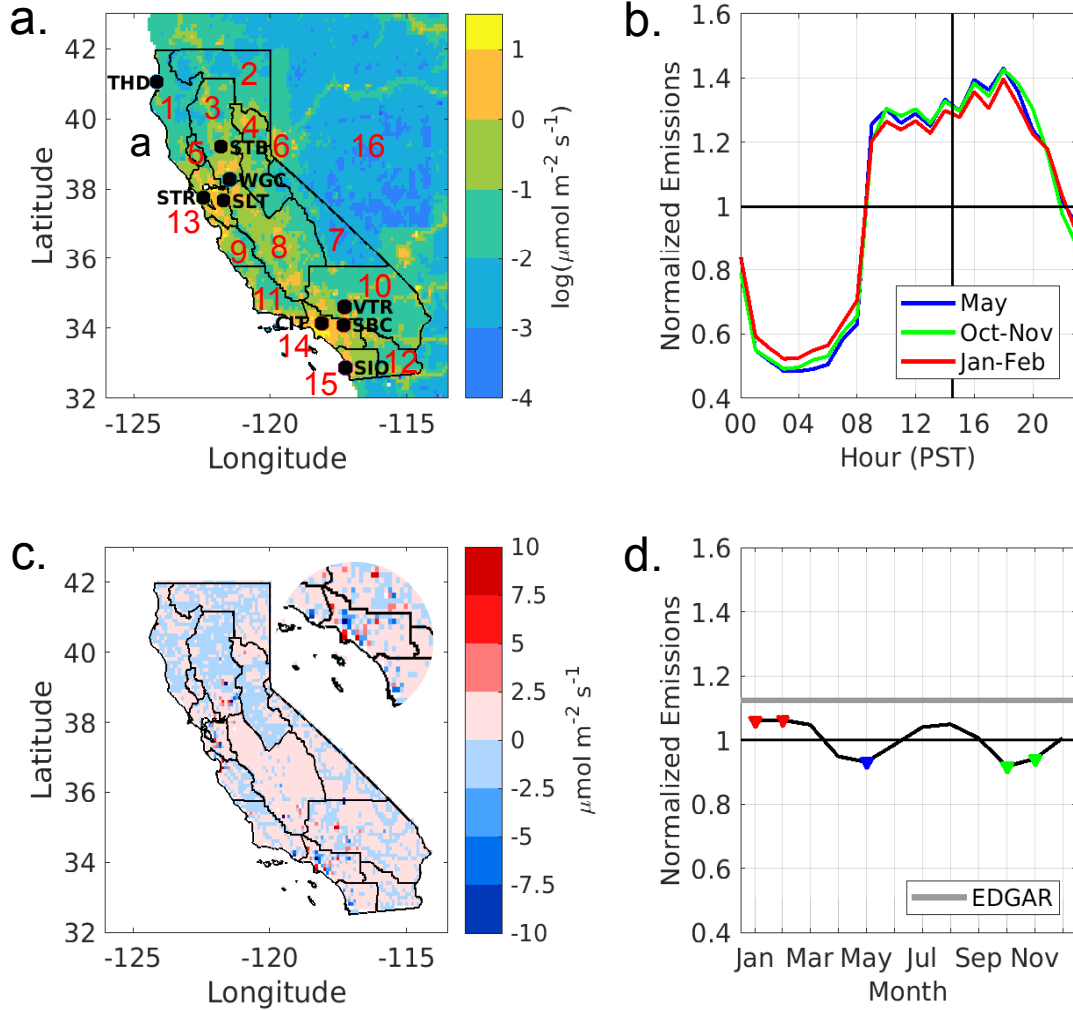 a.
42
40
38
36
34
32
-125
-120
-115
Latitude
Longitude
THD
1
2
3
4
a
5
STB
6
16
WGC
STR
SLT
13
9
8
7
11
10
VTR
CIT
SBC
14
12
SIO
15
1
0
-1
-2
-3
-4
log(μmol m⁻² s⁻¹)
b.
1.6
1.4
1.2
1
0.8
0.6
0.4
00
04
08
12
16
20
Normalized Emissions
Hour (PST)
May
Oct-Nov
Jan-Feb
c.
42
40
38
36
34
32
-125
-120
-115
Latitude
Longitude
10
7.5
5
2.5
0
-2.5
-5
-7.5
-10
μmol m⁻² s⁻¹
d.
1.6
1.4
1.2
1
0.8
0.6
0.4
Jan
Mar
May
Jul
Sep
Nov
Normalized Emissions
Month
EDGAR